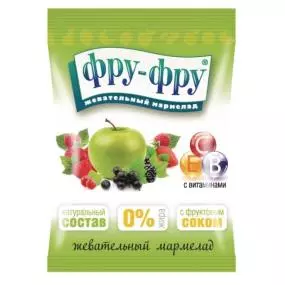 фру-фру®
жевательный мармелад
С
Е
В
с витаминами
натуральный
состав
0%
жира
с фруктовым
соком
жевательный мармелад